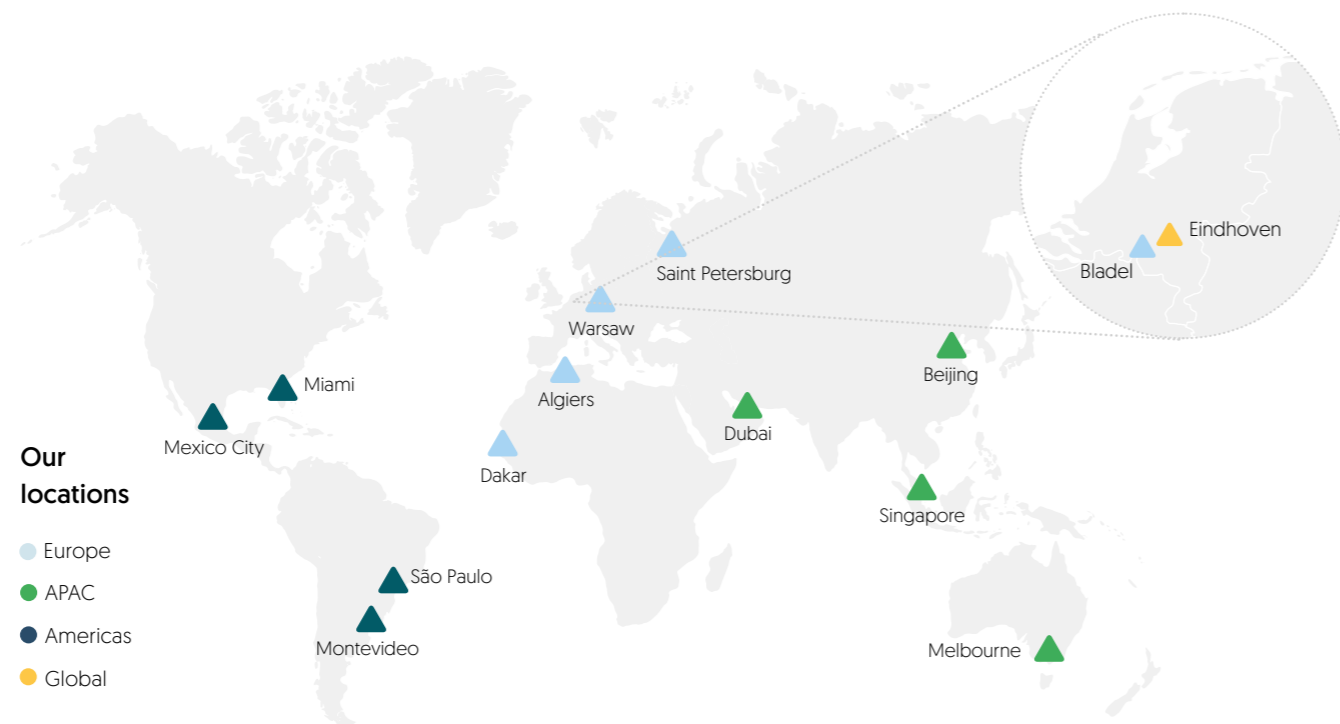 Eindhoven
Bladel
Saint Petersburg
Warsaw
Beijing
Miami
Algiers
Dubai
Mexico City
Dakar
Singapore
São Paulo
Montevideo
Melbourne
Our
locations
Europe
APAC
Americas
Global